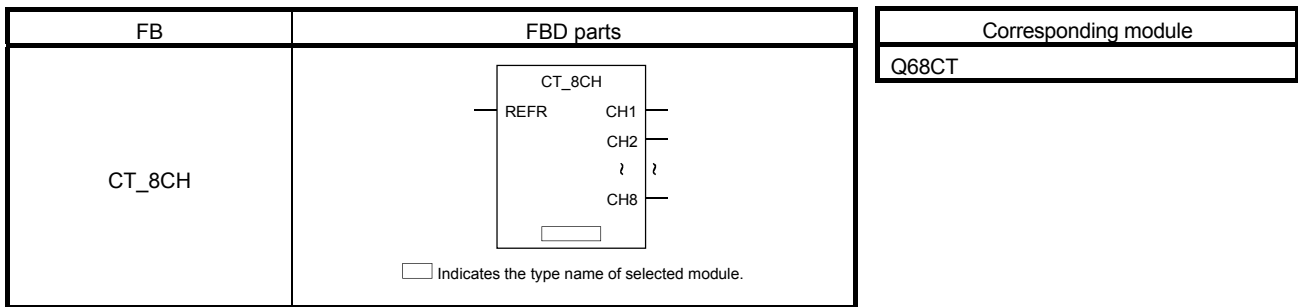 FB FBD parts
CT_8CH
CT_8CH
REFR CH1
CH2
~ ~
CH8
Indicates the type name of selected module.
Corresponding module
Q68CT